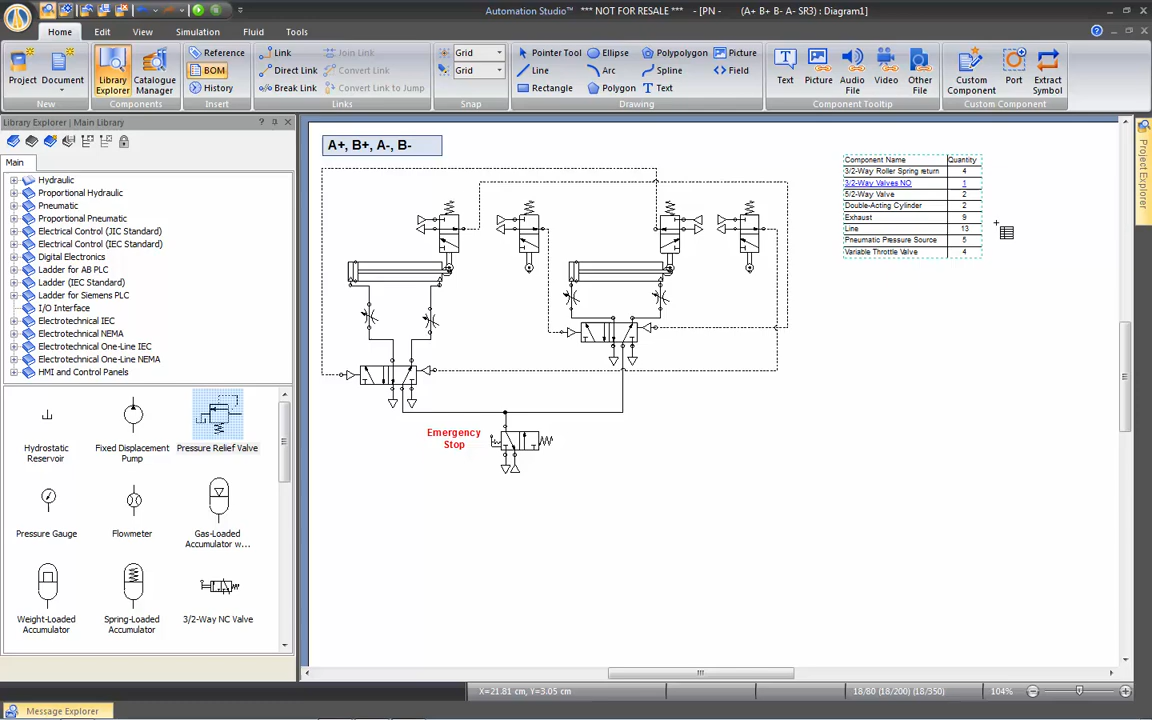 Automation Studio™ *** NOT FOR RESALE *** - [PN - (A+ B+ B- A- SR3) : Diagram1]
Home Edit View Simulation Fluid Tools
Project
Document
New
Library Explorer
Catalogue Manager
Components
Reference
BOM
History
Insert
Link
Direct Link
Break Link
Join Link
Convert Link
Convert Link to Jump
Links
Grid
Grid
Snap
Pointer Tool
Line
Rectangle
Ellipse
Arc
Polygon
Polypolygon
Spline
Text
Picture
Field
Drawing
Text
Picture
Audio File
Video
Other File
Component Tooltip
Custom Component
Port
Extract Symbol
Custom Component
Library Explorer | Main Library
Main
Hydraulic
Proportional Hydraulic
Pneumatic
Proportional Pneumatic
Electrical Control (JIC Standard)
Electrical Control (IEC Standard)
Digital Electronics
Ladder for AB PLC
Ladder (IEC Standard)
Ladder for Siemens PLC
I/O Interface
Electrotechnical IEC
Electrotechnical NEMA
Electrotechnical One-Line IEC
Electrotechnical One-Line NEMA
HMI and Control Panels
Hydrostatic Reservoir
Fixed Displacement Pump
Pressure Relief Valve
Pressure Gauge
Flowmeter
Gas-Loaded Accumulator w...
Weight-Loaded Accumulator
Spring-Loaded Accumulator
3/2-Way NC Valve
A+, B+, A-, B-
Emergency
Stop
Component Name Quantity
3/2-Way Roller Spring return 4
3/2-Way Valves NO 1
5/2-Way Valve 2
Double-Acting Cylinder 2
Exhaust 9
Line 13
Pneumatic Pressure Source 5
Variable Throttle Valve 4
Project Explorer
X=21.81 cm, Y=3.05 cm
18/80 (18/200) (18/350)
104%
Message Explorer